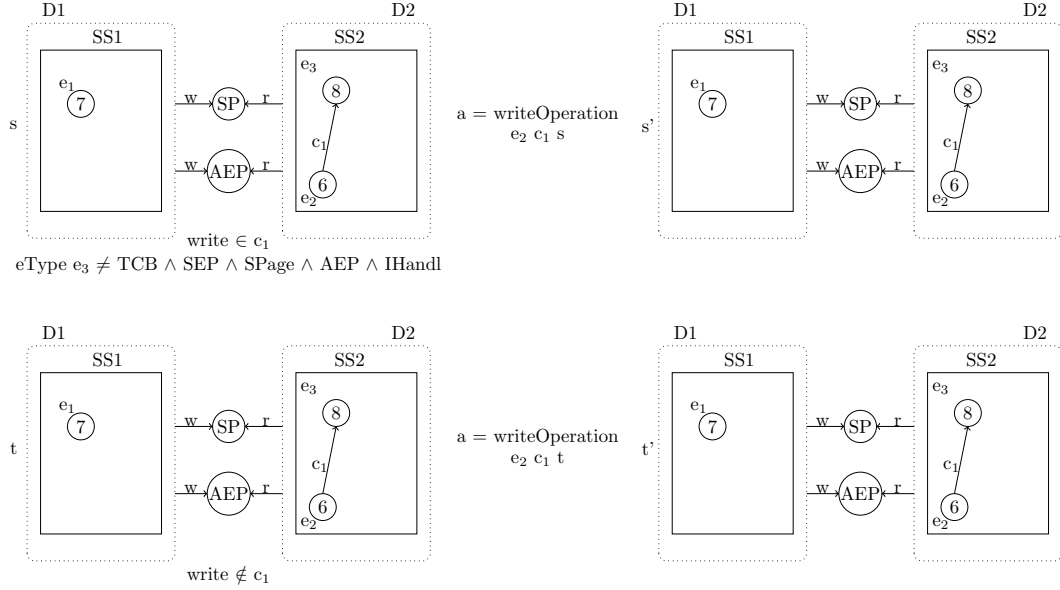 D1
D2
SS1
SS2
e₁
7
e₃
8
w
SP
r
s
c₁
w
AEP
r
6
e₂
write ∈ c₁
eType e₃ ≠ TCB ∧ SEP ∧ SPage ∧ AEP ∧ IHandl
a = writeOperation
e₂ c₁ s
D1
D2
SS1
SS2
e₁
7
e₃
8
w
SP
r
s'
c₁
w
AEP
r
6
e₂
D1
D2
SS1
SS2
e₁
7
e₃
8
w
SP
r
t
c₁
w
AEP
r
6
e₂
write ∉ c₁
a = writeOperation
e₂ c₁ t
D1
D2
SS1
SS2
e₁
7
e₃
8
w
SP
r
t'
c₁
w
AEP
r
6
e₂